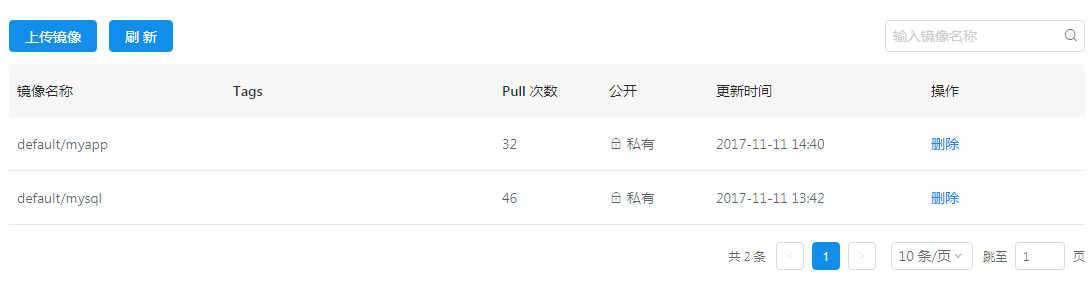 上传镜像 刷 新 输入镜像名称
镜像名称 Tags Pull 次数 公开 更新时间 操作
default/myapp 32 私有 2017-11-11 14:40 删除
default/mysql 46 私有 2017-11-11 13:42 删除
共 2 条 1 10 条/页 跳至 1 页